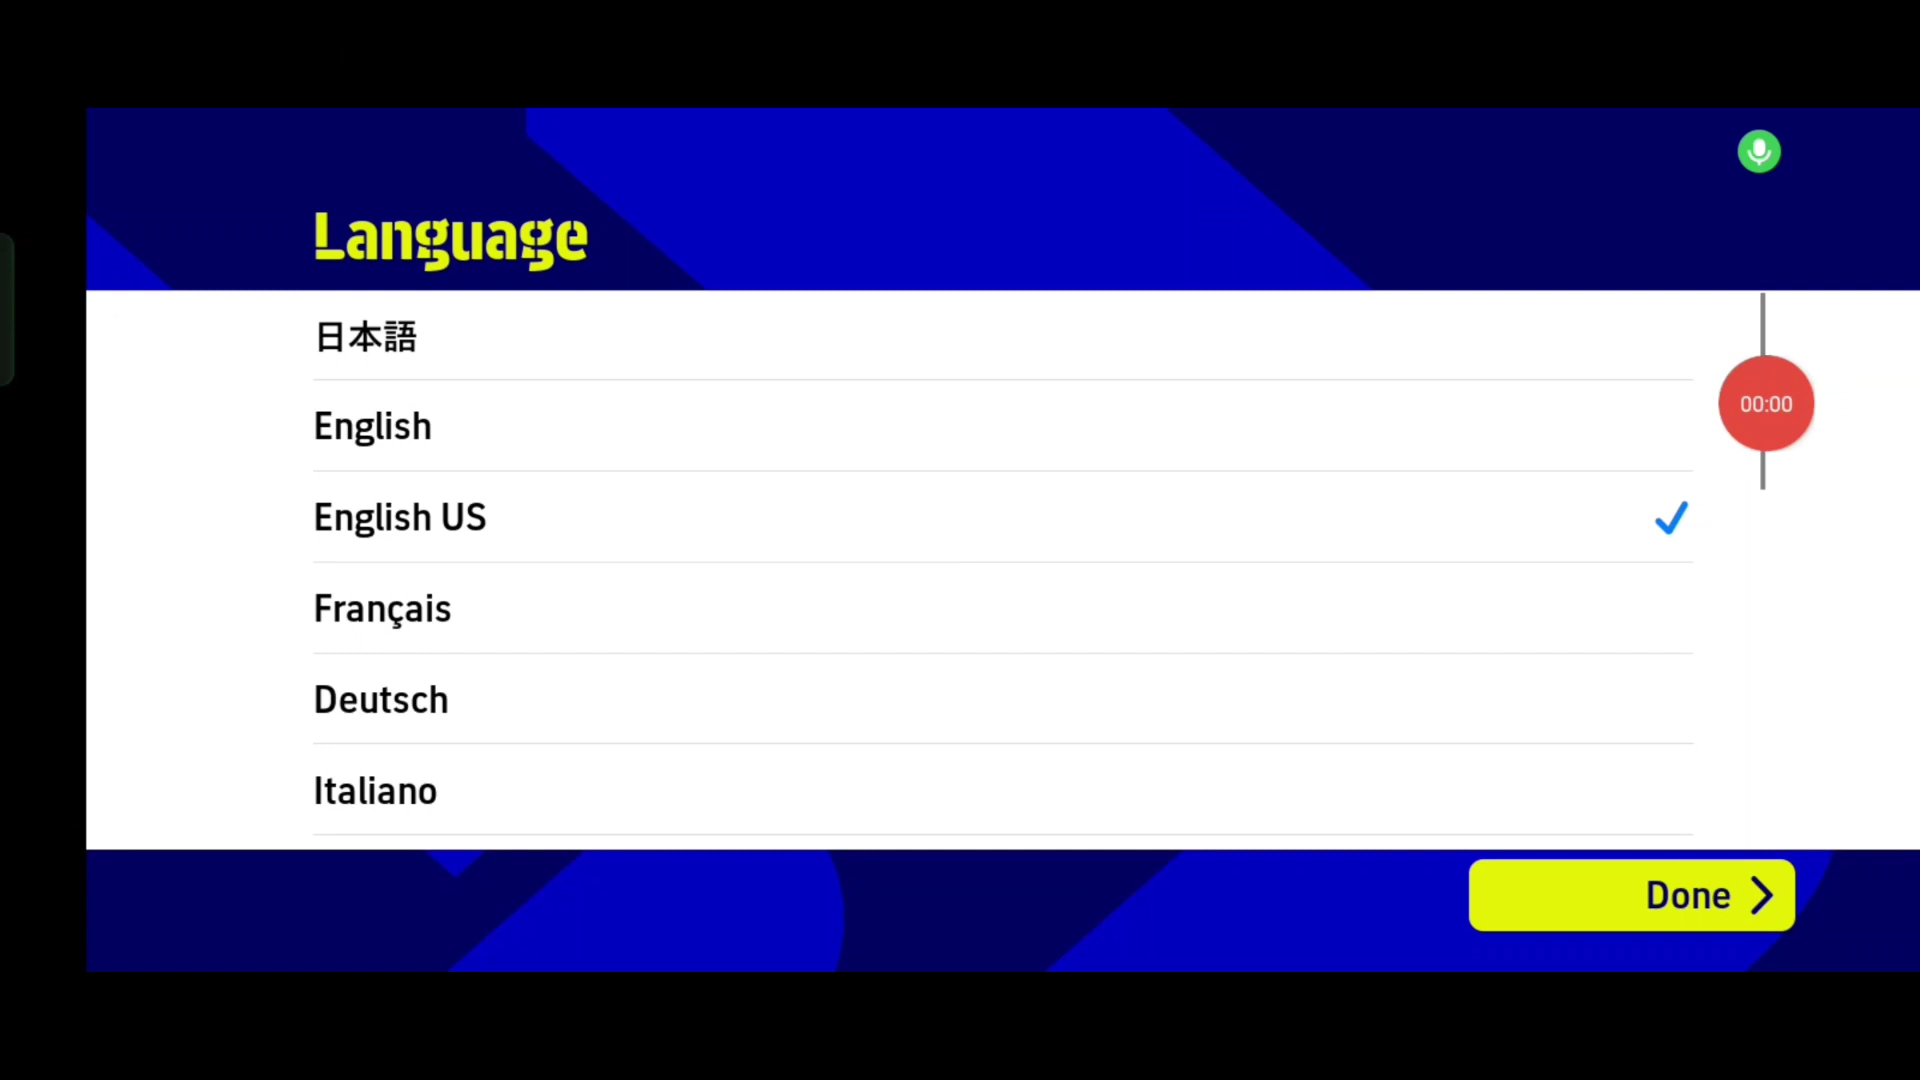 Language
日本語
00:00
English
English US
Français
Deutsch
Italiano
Done